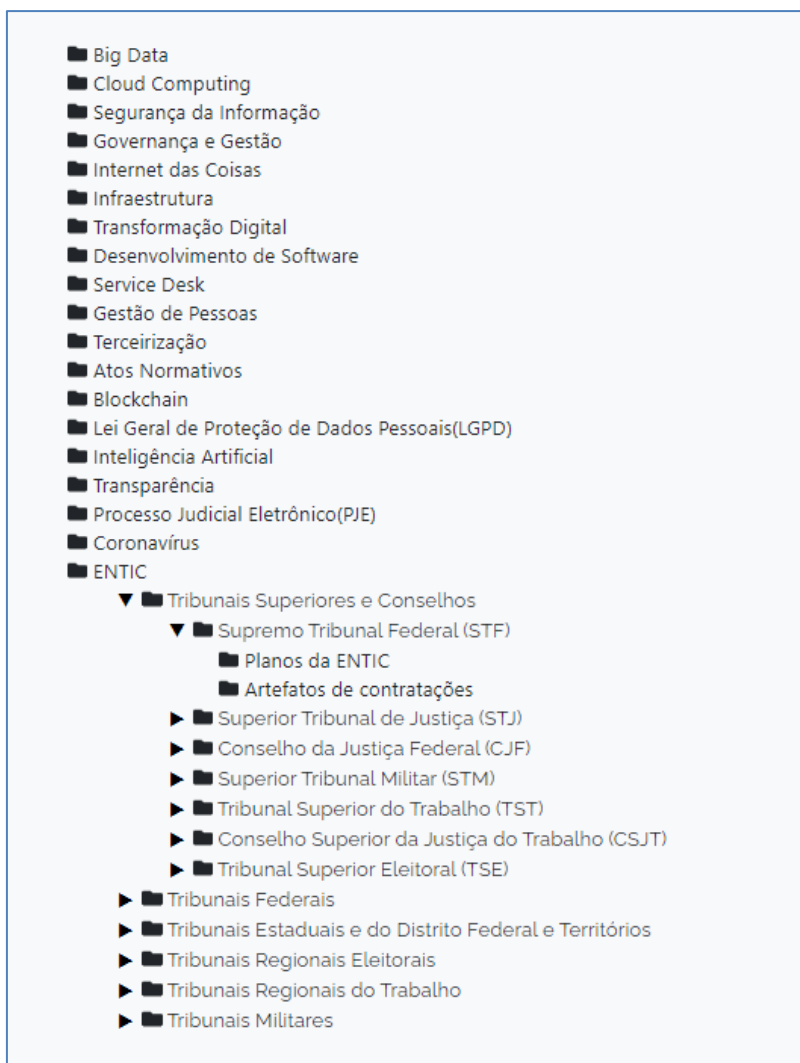 Big Data
Cloud Computing
Segurança da Informação
Governança e Gestão
Internet das Coisas
Infraestrutura
Transformação Digital
Desenvolvimento de Software
Service Desk
Gestão de Pessoas
Terceirização
Atos Normativos
Blockchain
Lei Geral de Proteção de Dados Pessoais(LGPD)
Inteligência Artificial
Transparência
Processo Judicial Eletrônico(PJE)
Coronavírus
ENTIC
Tribunais Superiores e Conselhos
Supremo Tribunal Federal (STF)
Planos da ENTIC
Artefatos de contratações
Superior Tribunal de Justiça (STJ)
Conselho da Justiça Federal (CJF)
Superior Tribunal Militar (STM)
Tribunal Superior do Trabalho (TST)
Conselho Superior da Justiça do Trabalho (CSJT)
Tribunal Superior Eleitoral (TSE)
Tribunais Federais
Tribunais Estaduais e do Distrito Federal e Territórios
Tribunais Regionais Eleitorais
Tribunais Regionais do Trabalho
Tribunais Militares